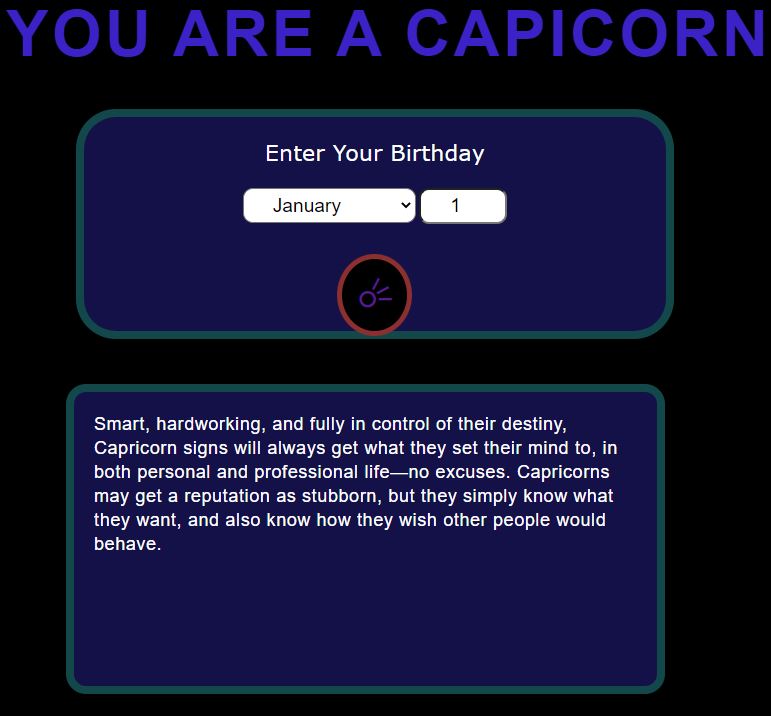 YOU ARE A CAPICORN
Enter Your Birthday
January 1
Smart, hardworking, and fully in control of their destiny,
Capricorn signs will always get what they set their mind to, in
both personal and professional life—no excuses. Capricorns
may get a reputation as stubborn, but they simply know what
they want, and also know how they wish other people would
behave.